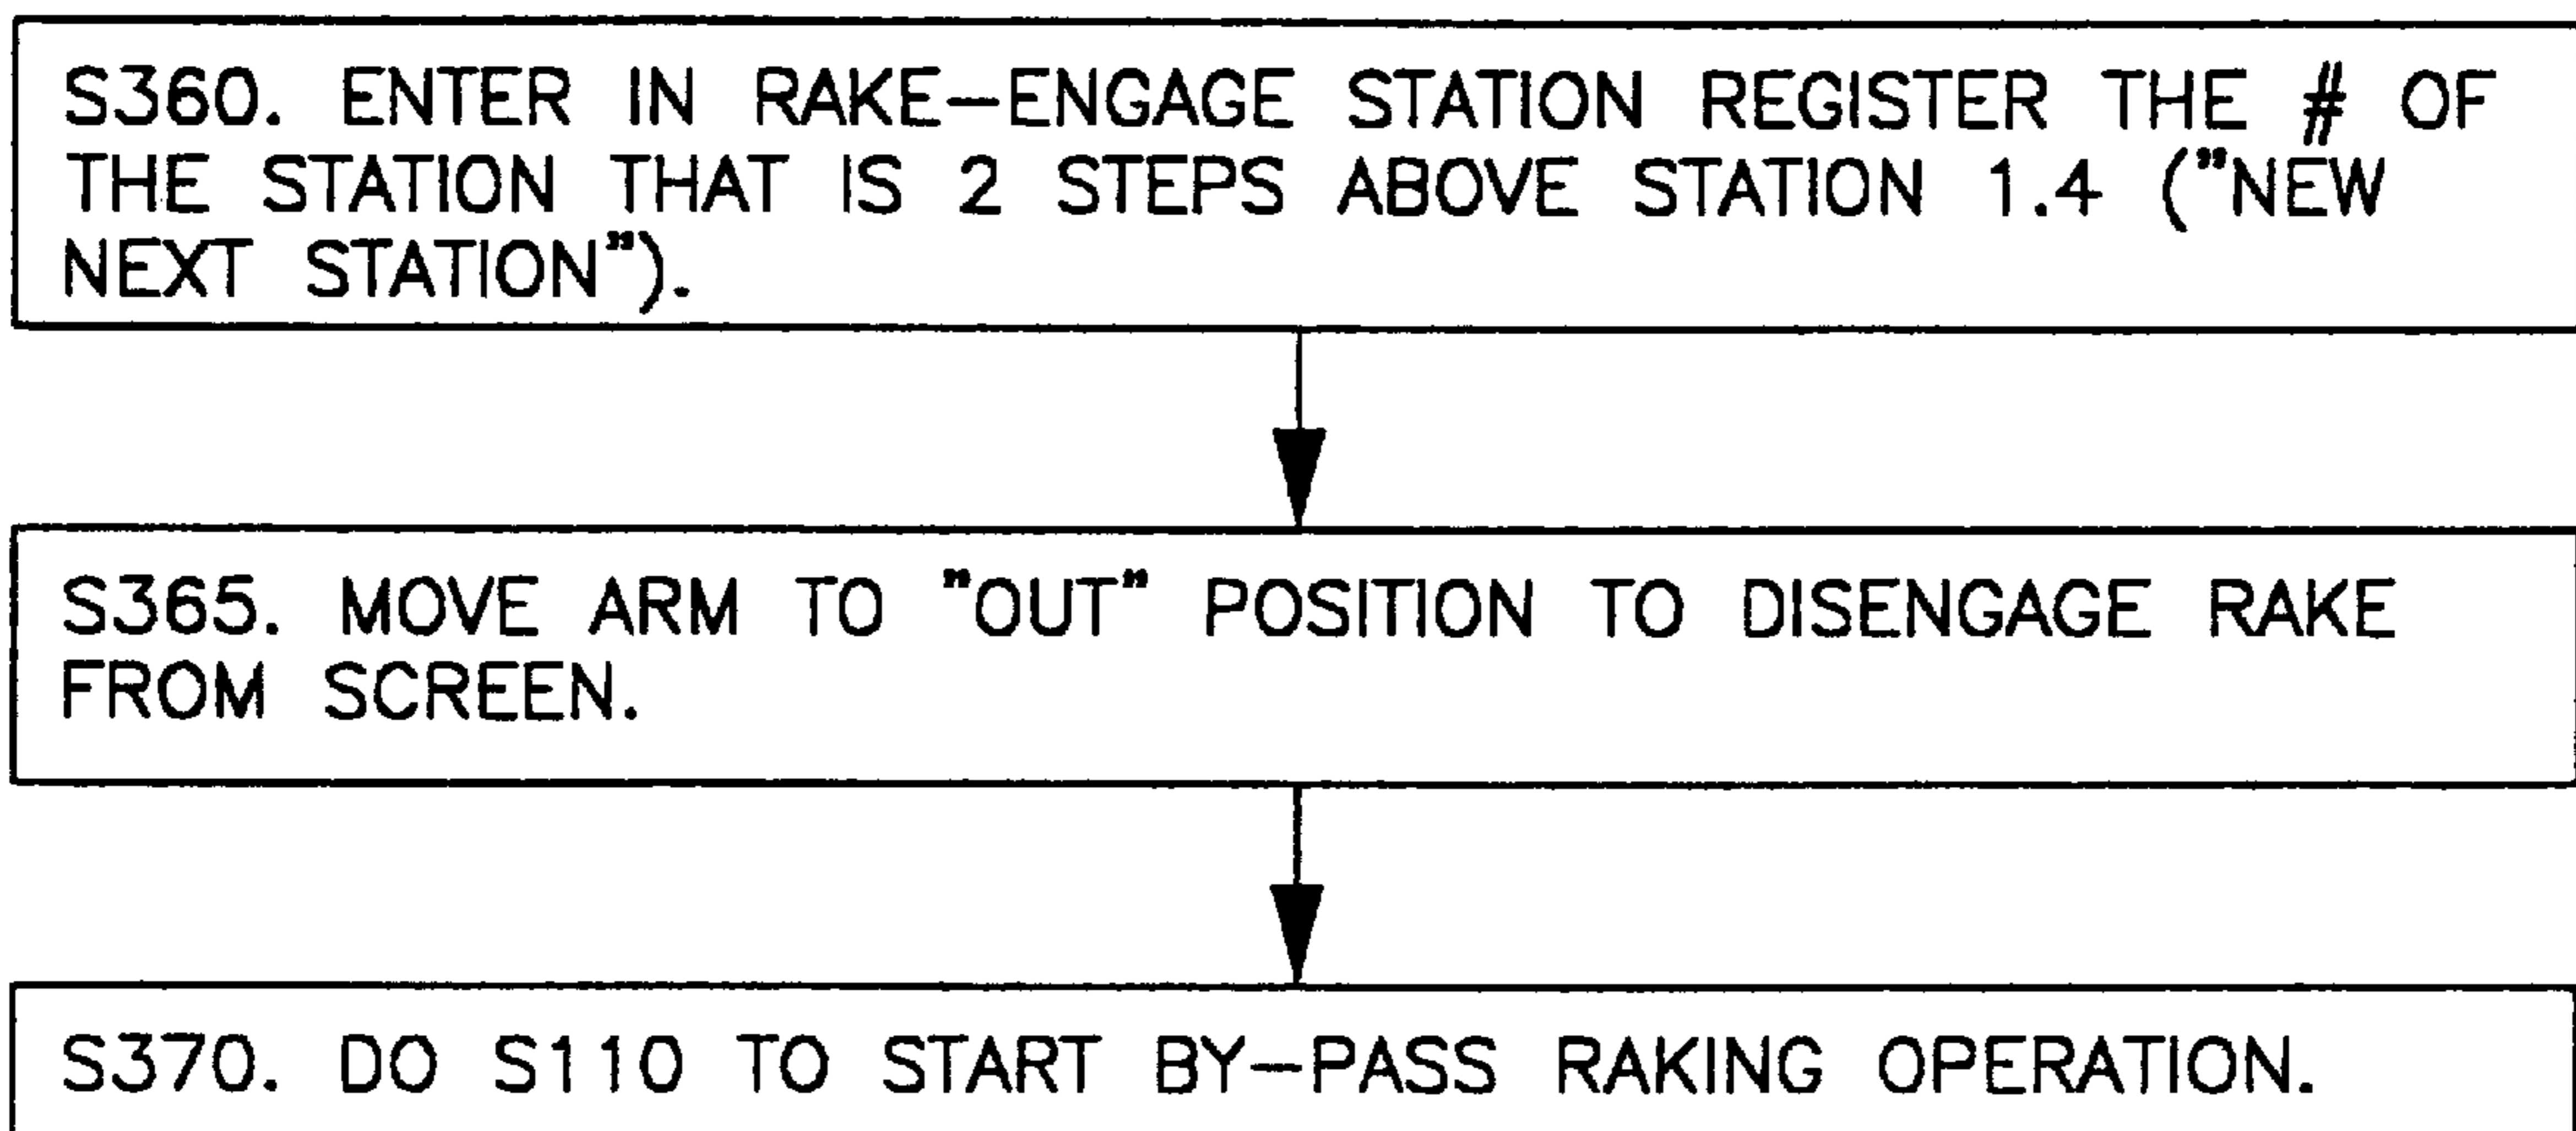 S360. ENTER IN RAKE-ENGAGE STATION REGISTER THE # OF
THE STATION THAT IS 2 STEPS ABOVE STATION 1.4 ("NEW
NEXT STATION").
S365. MOVE ARM TO "OUT" POSITION TO DISENGAGE RAKE
FROM SCREEN.
S370. DO S110 TO START BY-PASS RAKING OPERATION.